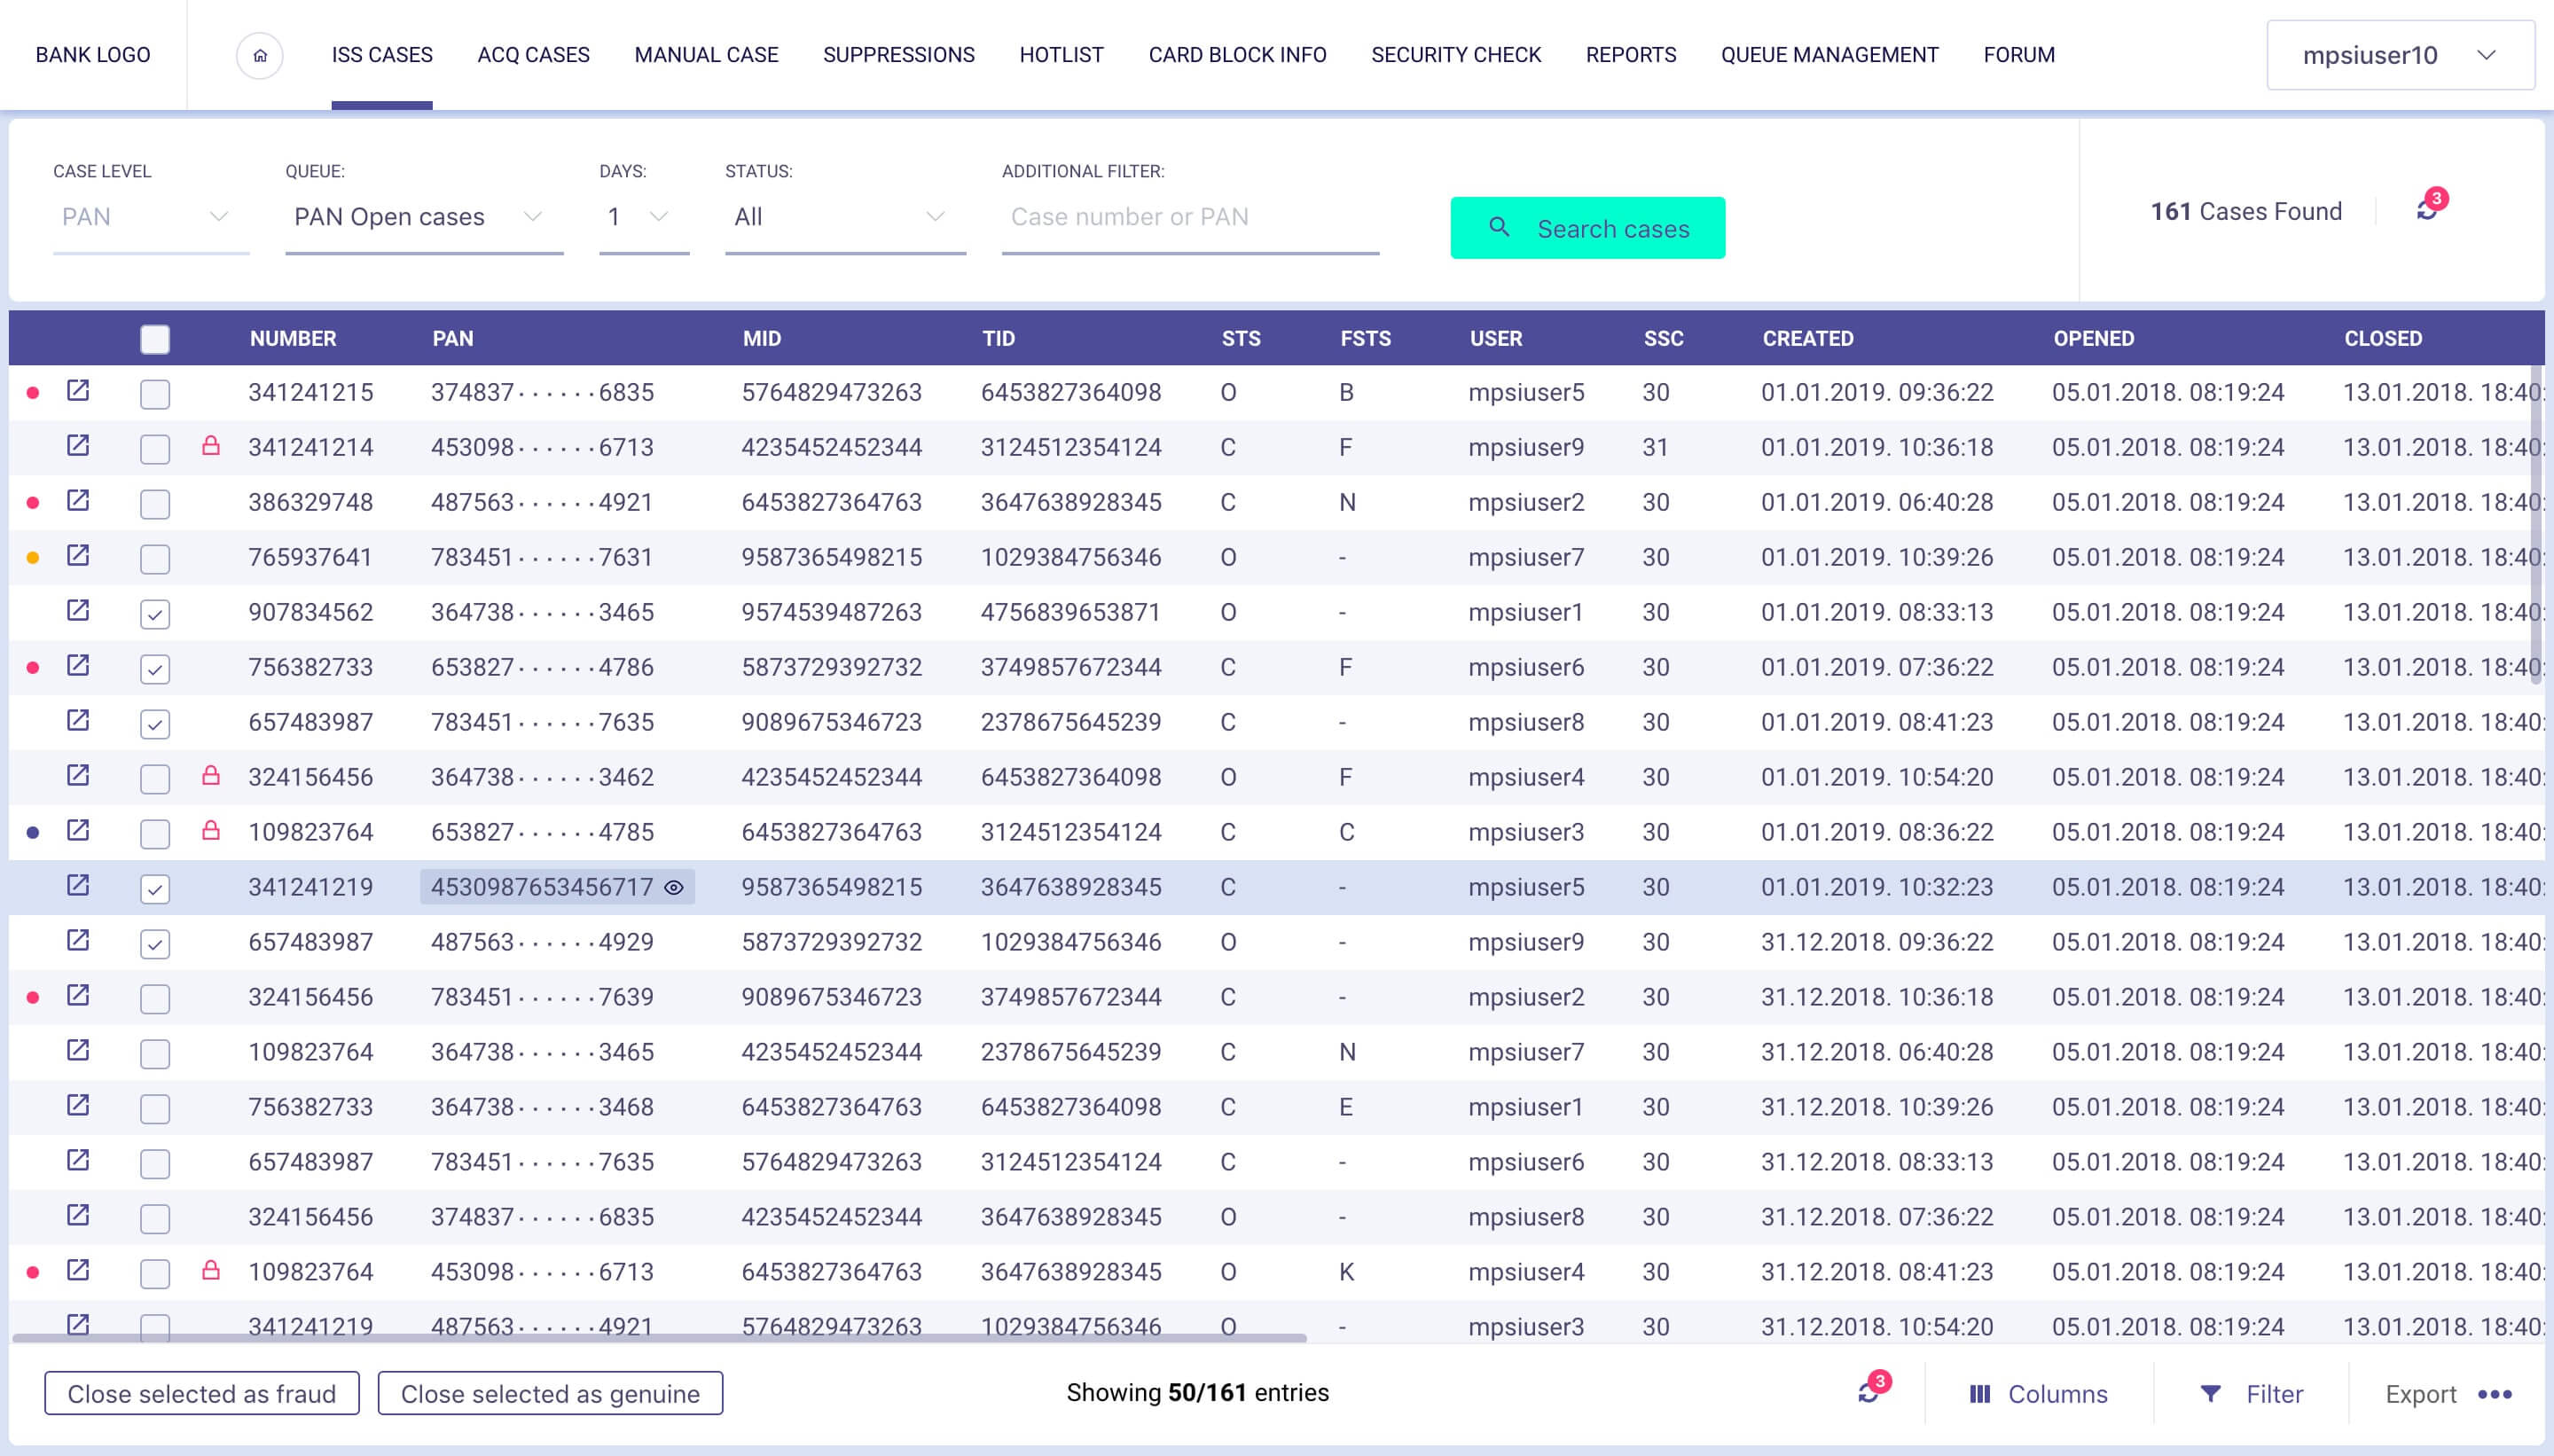 BANK LOGO ISS CASES ACQ CASES MANUAL CASE SUPPRESSIONS HOTLIST CARD BLOCK INFO SECURITY CHECK REPORTS QUEUE MANAGEMENT FORUM mpsiuser10
CASE LEVEL QUEUE: DAYS: STATUS: ADDITIONAL FILTER:
PAN PAN Open cases 1 All Case number or PAN Search cases 161 Cases Found 3
NUMBER PAN MID TID STS FSTS USER SSC CREATED OPENED CLOSED
341241215 374837······6835 5764829473263 6453827364098 O B mpsiuser5 30 01.01.2019. 09:36:22 05.01.2018. 08:19:24 13.01.2018. 18:40:
341241214 453098······6713 4235452452344 3124512354124 C F mpsiuser9 31 01.01.2019. 10:36:18 05.01.2018. 08:19:24 13.01.2018. 18:40:
386329748 487563······4921 6453827364763 3647638928345 C N mpsiuser2 30 01.01.2019. 06:40:28 05.01.2018. 08:19:24 13.01.2018. 18:40:
765937641 783451······7631 9587365498215 1029384756346 O - mpsiuser7 30 01.01.2019. 10:39:26 05.01.2018. 08:19:24 13.01.2018. 18:40:
907834562 364738······3465 9574539487263 4756839653871 O - mpsiuser1 30 01.01.2019. 08:33:13 05.01.2018. 08:19:24 13.01.2018. 18:40:
756382733 653827······4786 5873729392732 3749857672344 C F mpsiuser6 30 01.01.2019. 07:36:22 05.01.2018. 08:19:24 13.01.2018. 18:40:
657483987 783451······7635 9089675346723 2378675645239 C - mpsiuser8 30 01.01.2019. 08:41:23 05.01.2018. 08:19:24 13.01.2018. 18:40:
324156456 364738······3462 4235452452344 6453827364098 O F mpsiuser4 30 01.01.2019. 10:54:20 05.01.2018. 08:19:24 13.01.2018. 18:40:
109823764 653827······4785 6453827364763 3124512354124 C C mpsiuser3 30 01.01.2019. 08:36:22 05.01.2018. 08:19:24 13.01.2018. 18:40:
341241219 4530987653456717 9587365498215 3647638928345 C - mpsiuser5 30 01.01.2019. 10:32:23 05.01.2018. 08:19:24 13.01.2018. 18:40:
657483987 487563······4929 5873729392732 1029384756346 O - mpsiuser9 30 31.12.2018. 09:36:22 05.01.2018. 08:19:24 13.01.2018. 18:40:
324156456 783451······7639 9089675346723 3749857672344 C - mpsiuser2 30 31.12.2018. 10:36:18 05.01.2018. 08:19:24 13.01.2018. 18:40:
109823764 364738······3465 4235452452344 2378675645239 C N mpsiuser7 30 31.12.2018. 06:40:28 05.01.2018. 08:19:24 13.01.2018. 18:40:
756382733 364738······3468 6453827364763 6453827364098 C E mpsiuser1 30 31.12.2018. 10:39:26 05.01.2018. 08:19:24 13.01.2018. 18:40:
657483987 783451······7635 5764829473263 3124512354124 C - mpsiuser6 30 31.12.2018. 08:33:13 05.01.2018. 08:19:24 13.01.2018. 18:40:
324156456 374837······6835 4235452452344 3647638928345 O - mpsiuser8 30 31.12.2018. 07:36:22 05.01.2018. 08:19:24 13.01.2018. 18:40:
109823764 453098······6713 6453827364763 3647638928345 O K mpsiuser4 30 31.12.2018. 08:41:23 05.01.2018. 08:19:24 13.01.2018. 18:40:
341241219 487563······4921 5764829473263 1029384756346 O - mpsiuser3 30 31.12.2018. 10:54:20 05.01.2018. 08:19:24 13.01.2018. 18:40:
Close selected as fraud Close selected as genuine Showing 50/161 entries 3 Columns Filter Export